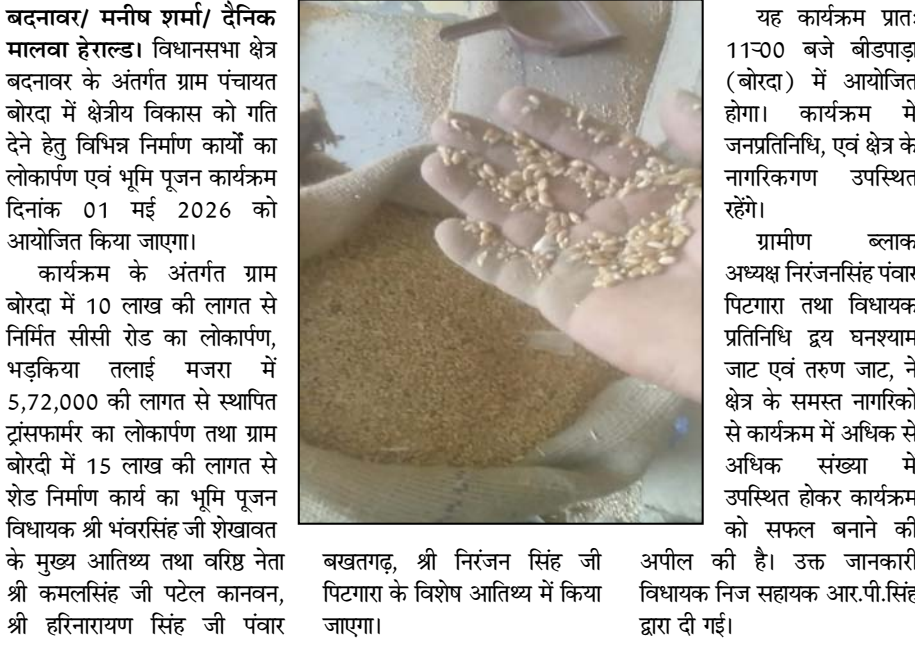 बदनावर/ मनीष शर्मा/ दैनिक
मालवा हेराल्ड। विधानसभा क्षेत्र
बदनावर के अंतर्गत ग्राम पंचायत
बोरदा में क्षेत्रीय विकास को गति
देने हेतु विभिन्न निर्माण कार्यों का
लोकार्पण एवं भूमि पूजन कार्यक्रम
दिनांक 01 मई 2026 को
आयोजित किया जाएगा।
कार्यक्रम के अंतर्गत ग्राम
बोरदा में 10 लाख की लागत से
निर्मित सीसी रोड का लोकार्पण,
भड़किया तलाई मजरा में
5,72,000 की लागत से स्थापित
ट्रांसफार्मर का लोकार्पण तथा ग्राम
बोरदी में 15 लाख की लागत से
शेड निर्माण कार्य का भूमि पूजन
विधायक श्री भंवरसिंह जी शेखावत
के मुख्य आतिथ्य तथा वरिष्ठ नेता
श्री कमलसिंह जी पटेल कानवन,
श्री हरिनारायण सिंह जी पंवार
बखतगढ़, श्री निरंजन सिंह जी
पिटगारा के विशेष आतिथ्य में किया
जाएगा।
यह कार्यक्रम प्रातः
11-00 बजे बीडपाड़ा
(बोरदा) में आयोजित
होगा। कार्यक्रम मे
जनप्रतिनिधि, एवं क्षेत्र के
नागरिकगण उपस्थित
रहेंगे।
ग्रामीण ब्लाक
अध्यक्ष निरंजनसिंह पंवार
पिटगारा तथा विधायक
प्रतिनिधि द्वय घनश्याम
जाट एवं तरुण जाट, ने
क्षेत्र के समस्त नागरिको
से कार्यक्रम में अधिक से
अधिक संख्या मे
उपस्थित होकर कार्यक्रम
को सफल बनाने की
अपील की है। उक्त जानकारी
विधायक निज सहायक आर.पी.सिंह
द्वारा दी गई।